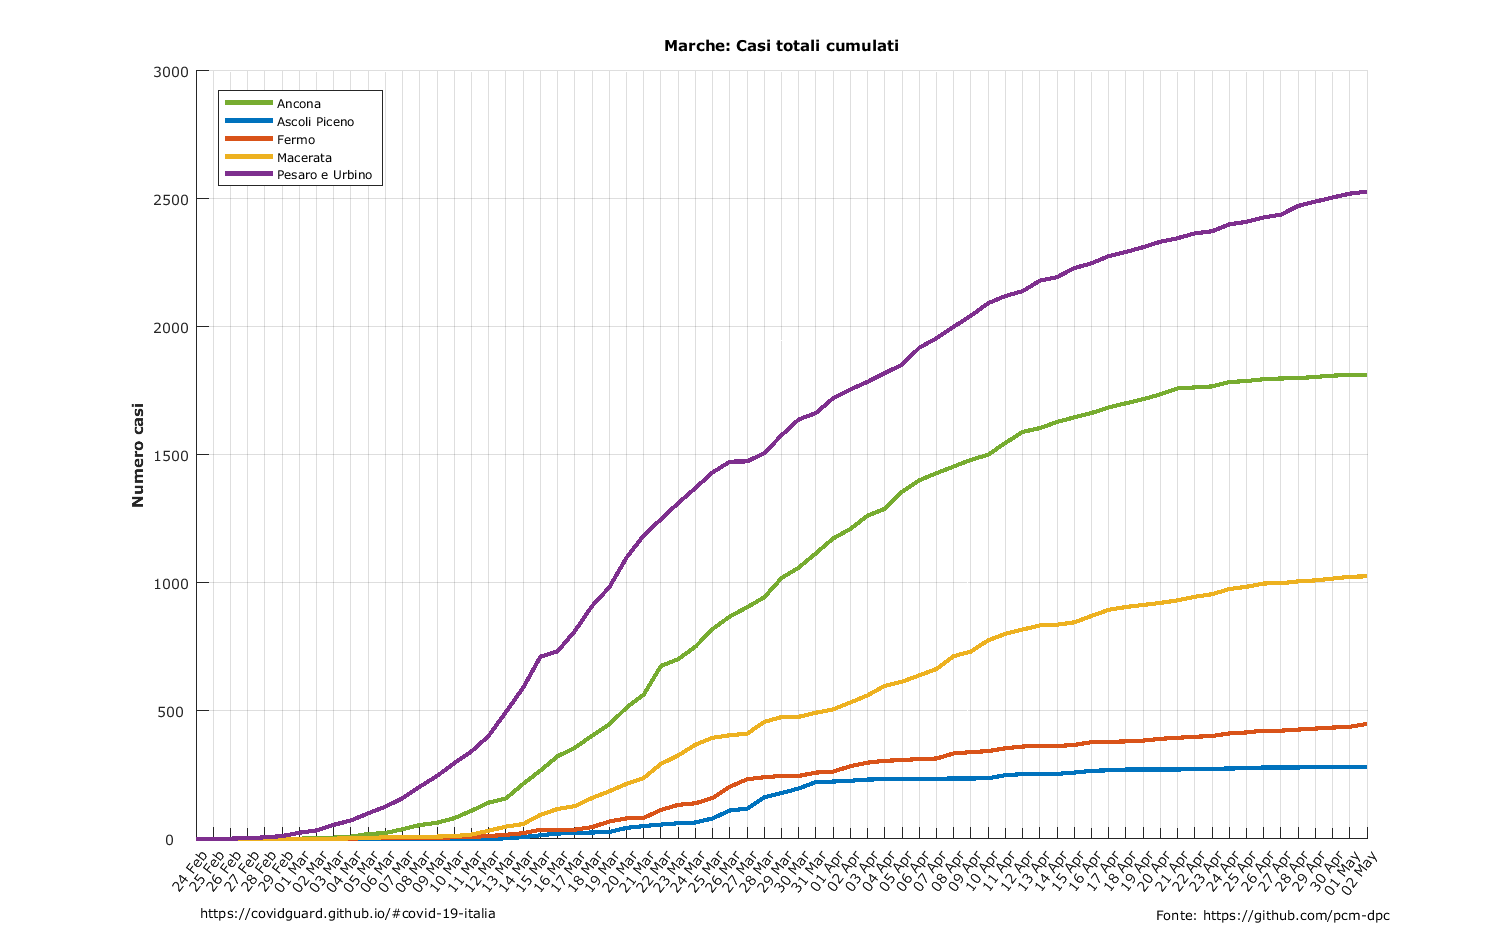 Marche: Casi totali cumulati
3000
2500
2000
1500
1000
500
0
Numero casi
Ancona
Ascoli Piceno
Fermo
Macerata
Pesaro e Urbino
24 Feb
25 Feb
26 Feb
27 Feb
28 Feb
29 Feb
01 Mar
02 Mar
03 Mar
04 Mar
05 Mar
06 Mar
07 Mar
08 Mar
09 Mar
10 Mar
11 Mar
12 Mar
13 Mar
14 Mar
15 Mar
16 Mar
17 Mar
18 Mar
19 Mar
20 Mar
21 Mar
22 Mar
23 Mar
24 Mar
25 Mar
26 Mar
27 Mar
28 Mar
29 Mar
30 Mar
31 Mar
01 Apr
02 Apr
03 Apr
04 Apr
05 Apr
06 Apr
07 Apr
08 Apr
09 Apr
10 Apr
11 Apr
12 Apr
13 Apr
14 Apr
15 Apr
16 Apr
17 Apr
18 Apr
19 Apr
20 Apr
21 Apr
22 Apr
23 Apr
24 Apr
25 Apr
26 Apr
27 Apr
28 Apr
29 Apr
30 Apr
01 May
02 May
https://covidguard.github.io/#covid-19-italia
Fonte: https://github.com/pcm-dpc